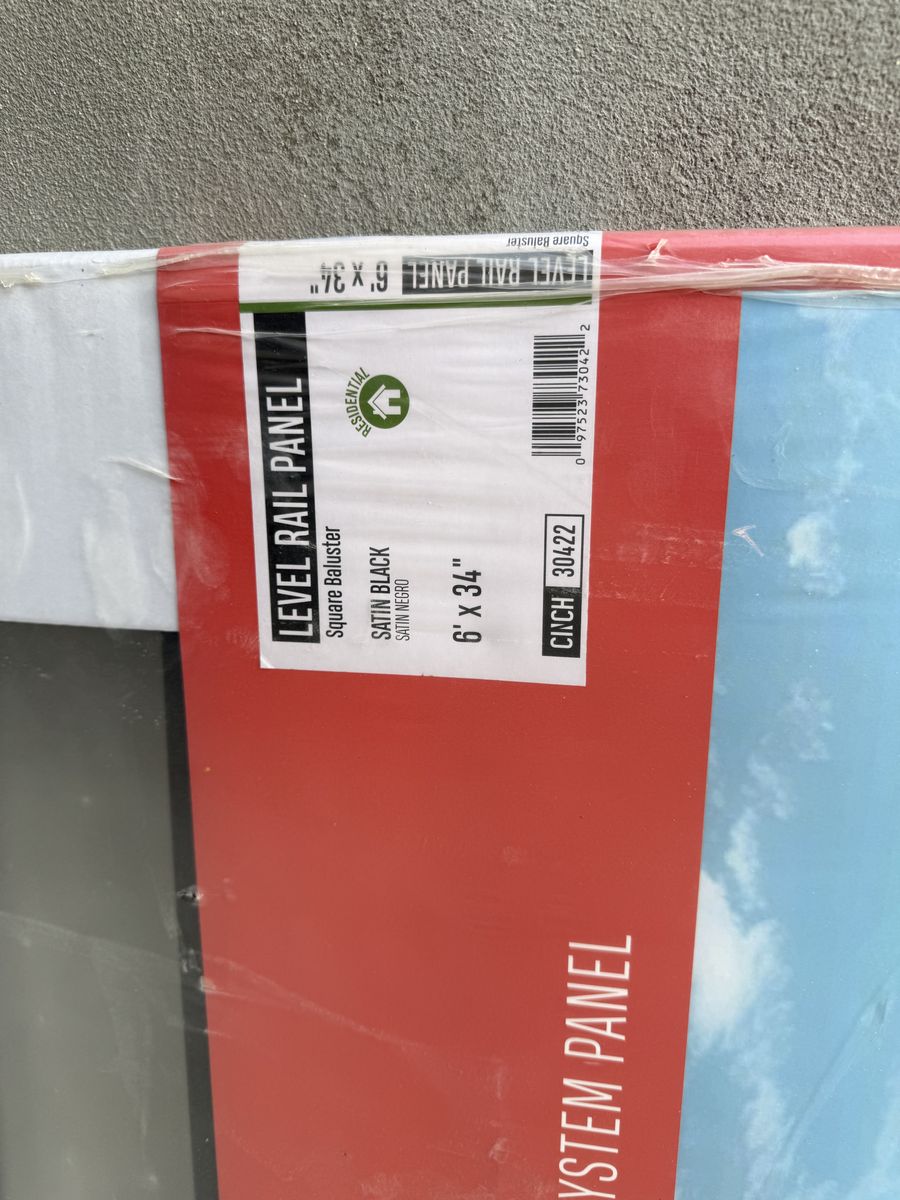 Square Baluster
LEVEL RAIL PANEL
6' X 34"
LEVEL RAIL PANEL
Square Baluster
SATIN BLACK
SATIN NEGRO
6' X 34"
RESIDENTIAL
CINCH 30422
0 97523 73042 2
YSTEM PANEL